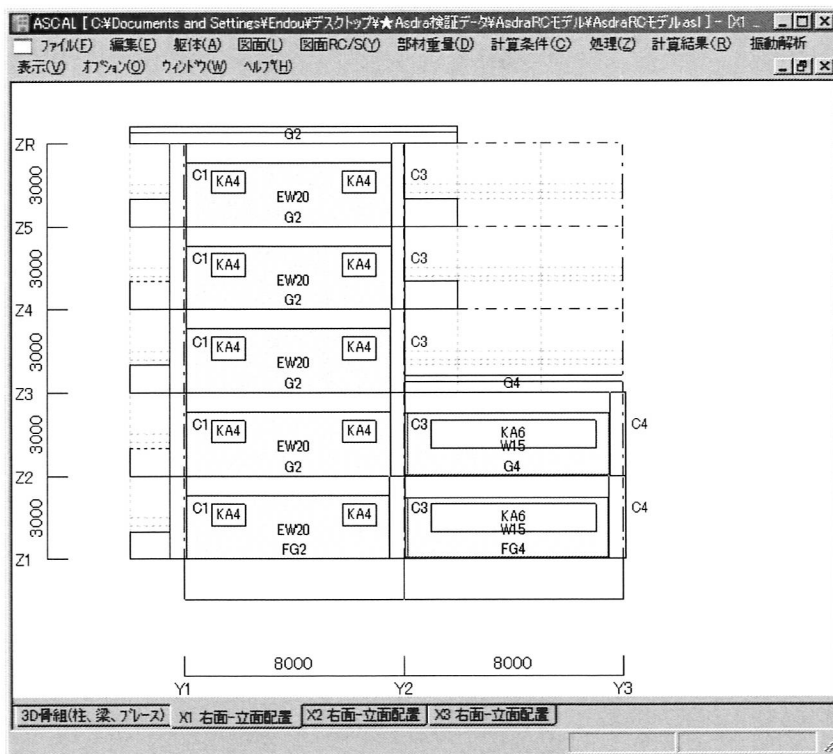 ASCAL [ C:¥Documents and Settings¥Endou¥デスクトップ¥★Asdra検証データ¥AsdraRCモデル¥AsdraRCモデル.asl ] - [X1 ...
ファイル(F) 編集(E) 躯体(A) 図面(L) 図面RC/S(Y) 部材重量(D) 計算条件(C) 処理(Z) 計算結果(R) 振動解析
表示(V) オプション(O) ウィンドウ(W) ヘルプ(H)
G2
ZR
3000
C1 KA4 KA4 C3
EW20
G2
Z5
3000
C1 KA4 KA4 C3
EW20
G2
Z4
3000
C1 KA4 KA4 C3
EW20
G2 G4
Z3
3000
C1 KA4 KA4 C3 KA6 C4
EW20 W15
G2 G4
Z2
3000
C1 KA4 KA4 C3 KA6 C4
EW20 W15
FG2 FG4
Z1
8000 8000
Y1 Y2 Y3
3D骨組(柱、梁、ブレース) X1 右面-立面配置 X2 右面-立面配置 X3 右面-立面配置